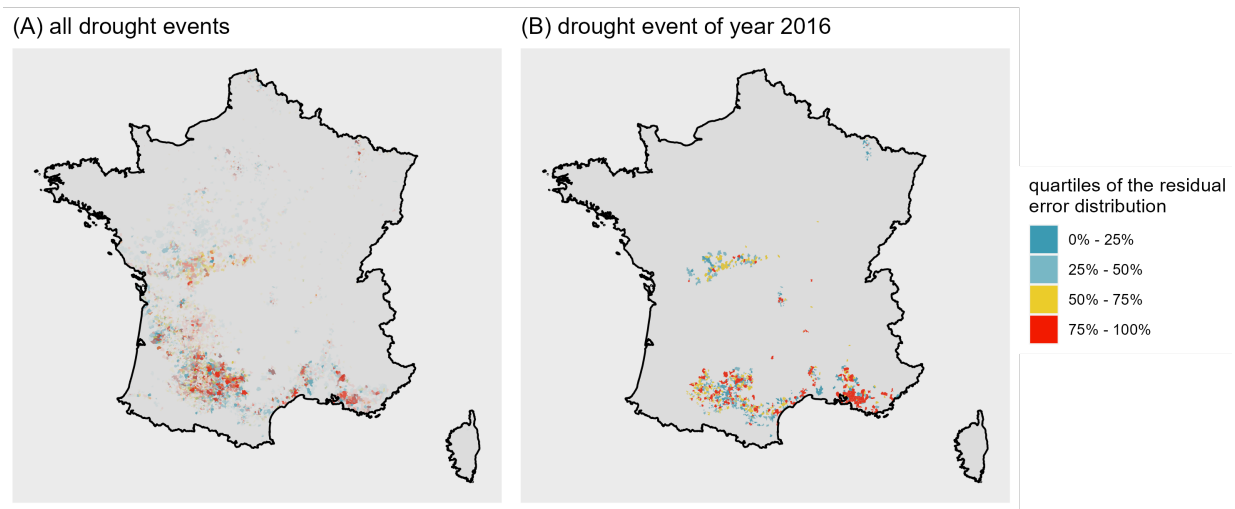 (A) all drought events
(B) drought event of year 2016
quartiles of the residual
error distribution
0% - 25%
25% - 50%
50% - 75%
75% - 100%